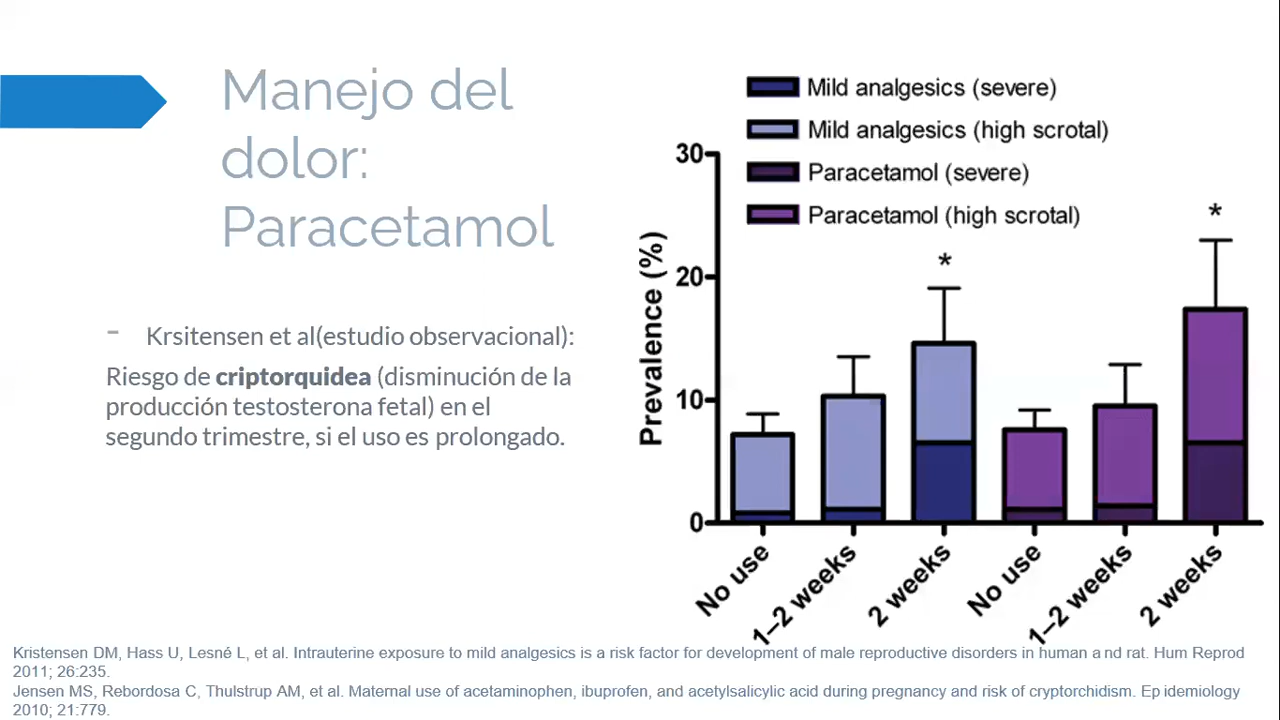 Manejo del
dolor:
Paracetamol
- Krsitensen et al(estudio observacional):
Riesgo de criptorquidea (disminución de la
producción testosterona fetal) en el
segundo trimestre, si el uso es prolongado.
Mild analgesics (severe)
Mild analgesics (high scrotal)
Paracetamol (severe)
Paracetamol (high scrotal)
Prevalence (%)
30
20
10
0
*
*
No use
1–2 weeks
2 weeks
No use
1–2 weeks
2 weeks
Kristensen DM, Hass U, Lesné L, et al. Intrauterine exposure to mild analgesics is a risk factor for development of male reproductive disorders in human a nd rat. Hum Reprod
2011; 26:235.
Jensen MS, Rebordosa C, Thulstrup AM, et al. Maternal use of acetaminophen, ibuprofen, and acetylsalicylic acid during pregnancy and risk of cryptorchidism. Ep idemiology
2010; 21:779.